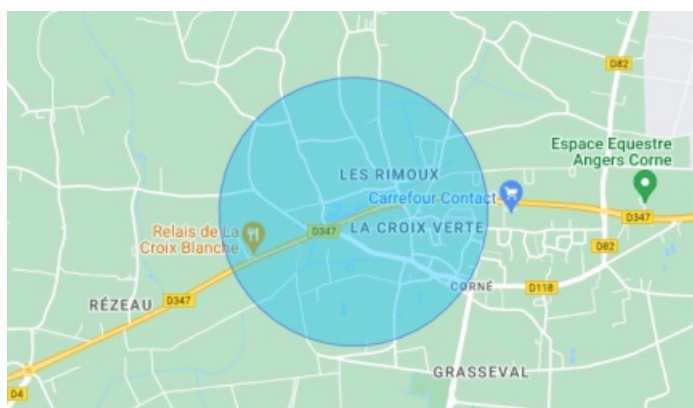 D82
Espace Equestre
Angers Corne
LES RIMOUX
Carrefour Contact
D347
Relais de La
Croix Blanche
D347
LA CROIX VERTE
D82
CORNÉ
D118
RÉZEAU
D347
GRASSEVAL
D4